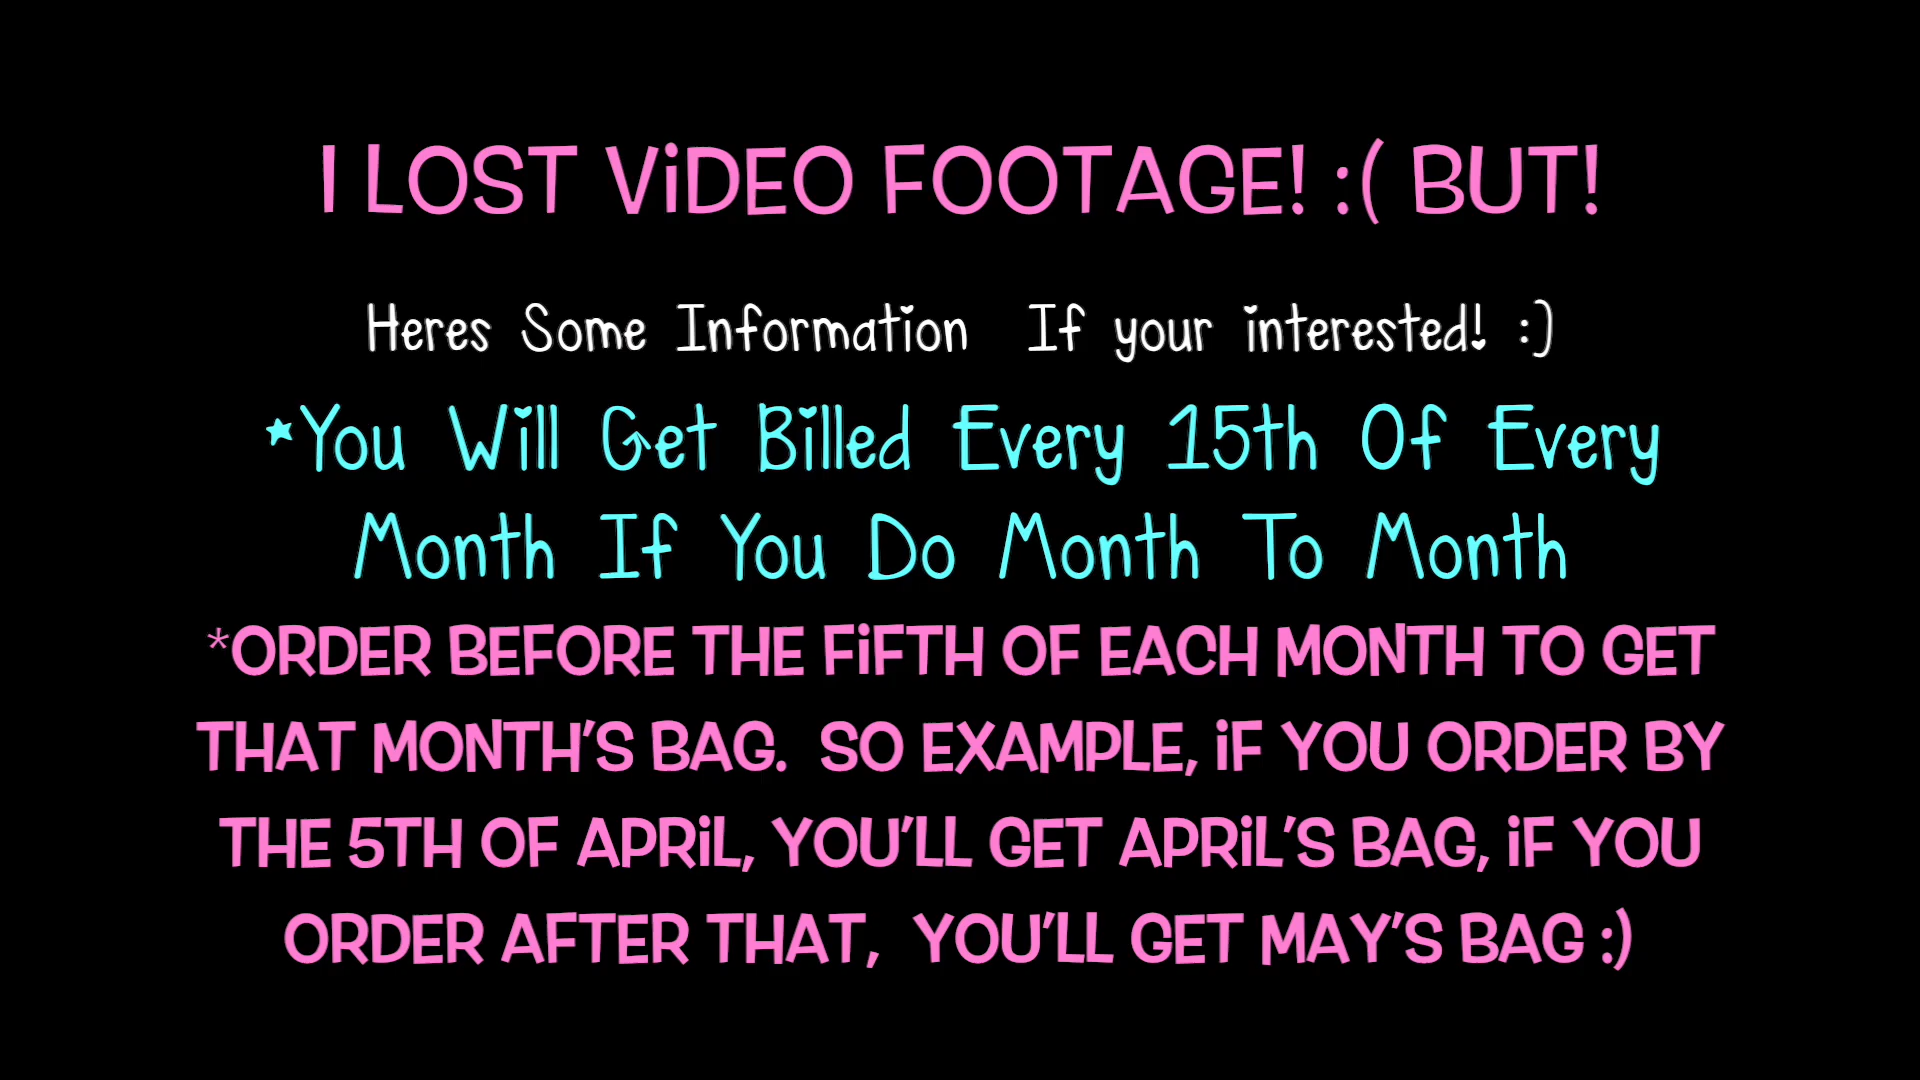 I LOST ViDEO FOOTAGE! :( BUT!
Heres Some Information If your interested! :)
*You Will Get Billed Every 15th Of Every
Month If You Do Month To Month
*ORDER BEFORE THE FiFTH OF EACH MONTH TO GET
THAT MONTH'S BAG. SO EXAMPLE, iF YOU ORDER BY
THE 5TH OF APRiL, YOU'LL GET APRiL'S BAG, iF YOU
ORDER AFTER THAT, YOU'LL GET MAY'S BAG :)